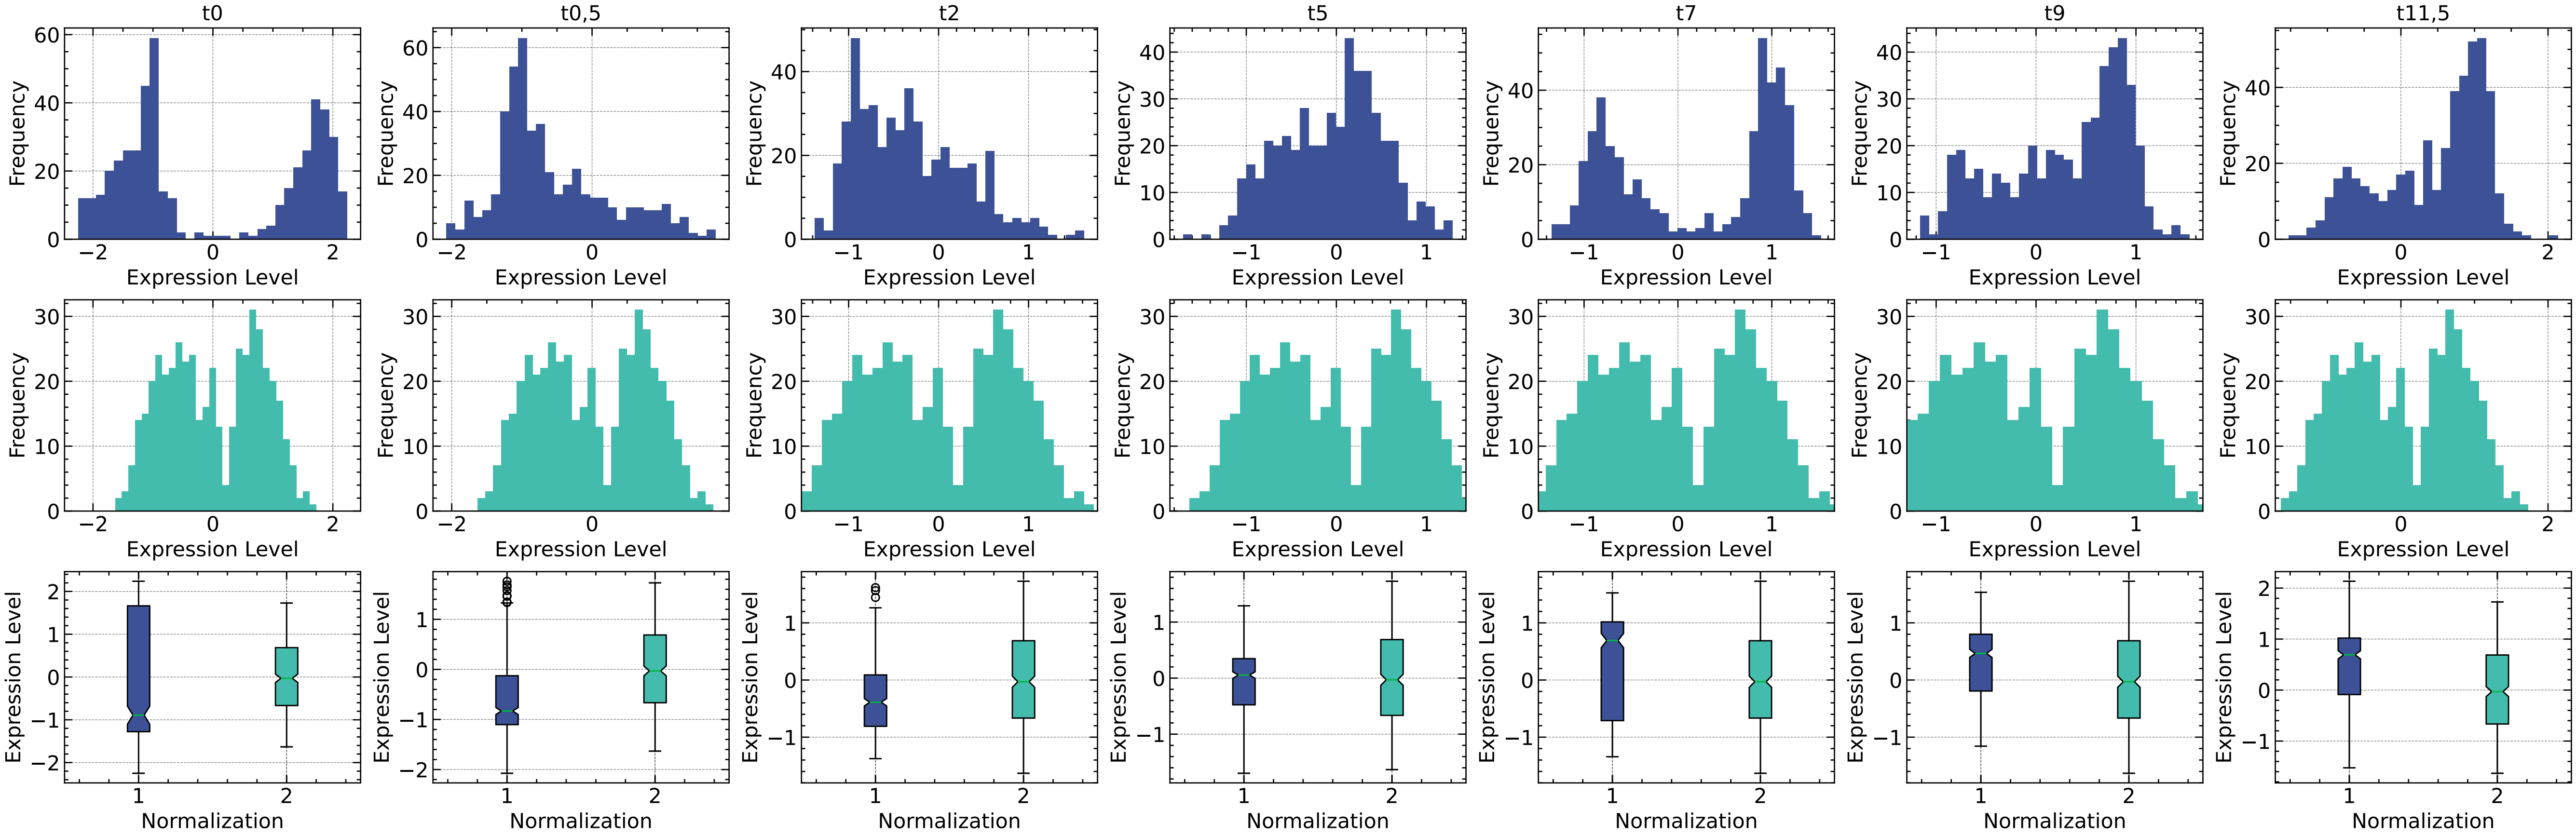 t0 t0,5 t2 t5 t7 t9 t11,5
Frequency 60 40 20 0 Frequency 60 40 20 0 Frequency 40 20 0 Frequency 40 30 20 10 0 Frequency 40 20 0 Frequency 40 30 20 10 0 Frequency 40 20 0
−2 0 2 −2 0 −1 0 1 −1 0 1 −1 0 1 −1 0 1 0 2
Expression Level Expression Level Expression Level Expression Level Expression Level Expression Level Expression Level
Frequency 30 20 10 0 Frequency 30 20 10 0 Frequency 30 20 10 0 Frequency 30 20 10 0 Frequency 30 20 10 0 Frequency 30 20 10 0 Frequency 30 20 10 0
−2 0 2 −2 0 −1 0 1 −1 0 1 −1 0 1 −1 0 1 0 2
Expression Level Expression Level Expression Level Expression Level Expression Level Expression Level Expression Level
Expression Level 2 1 0 −1 −2 Expression Level 1 0 −1 −2 Expression Level 1 0 −1 Expression Level 1 0 −1 Expression Level 1 0 −1 Expression Level 1 0 −1 Expression Level 2 1 0 −1
1 2 1 2 1 2 1 2 1 2 1 2 1 2
Normalization Normalization Normalization Normalization Normalization Normalization Normalization